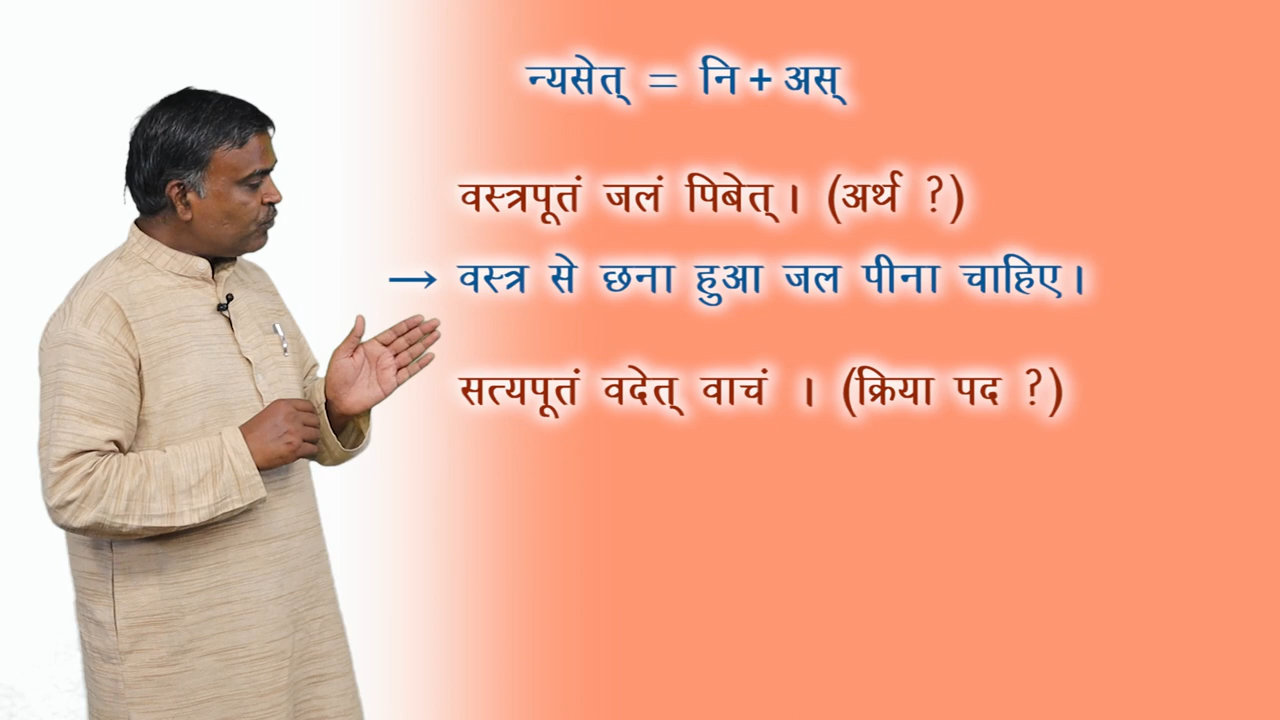 न्यसेत् = नि + अस्
वस्त्रपूतं जलं पिबेत् । (अर्थ ?)
→ वस्त्र से छना हुआ जल पीना चाहिए ।
सत्यपूतं वदेत् वाचं । (क्रिया पद ?)